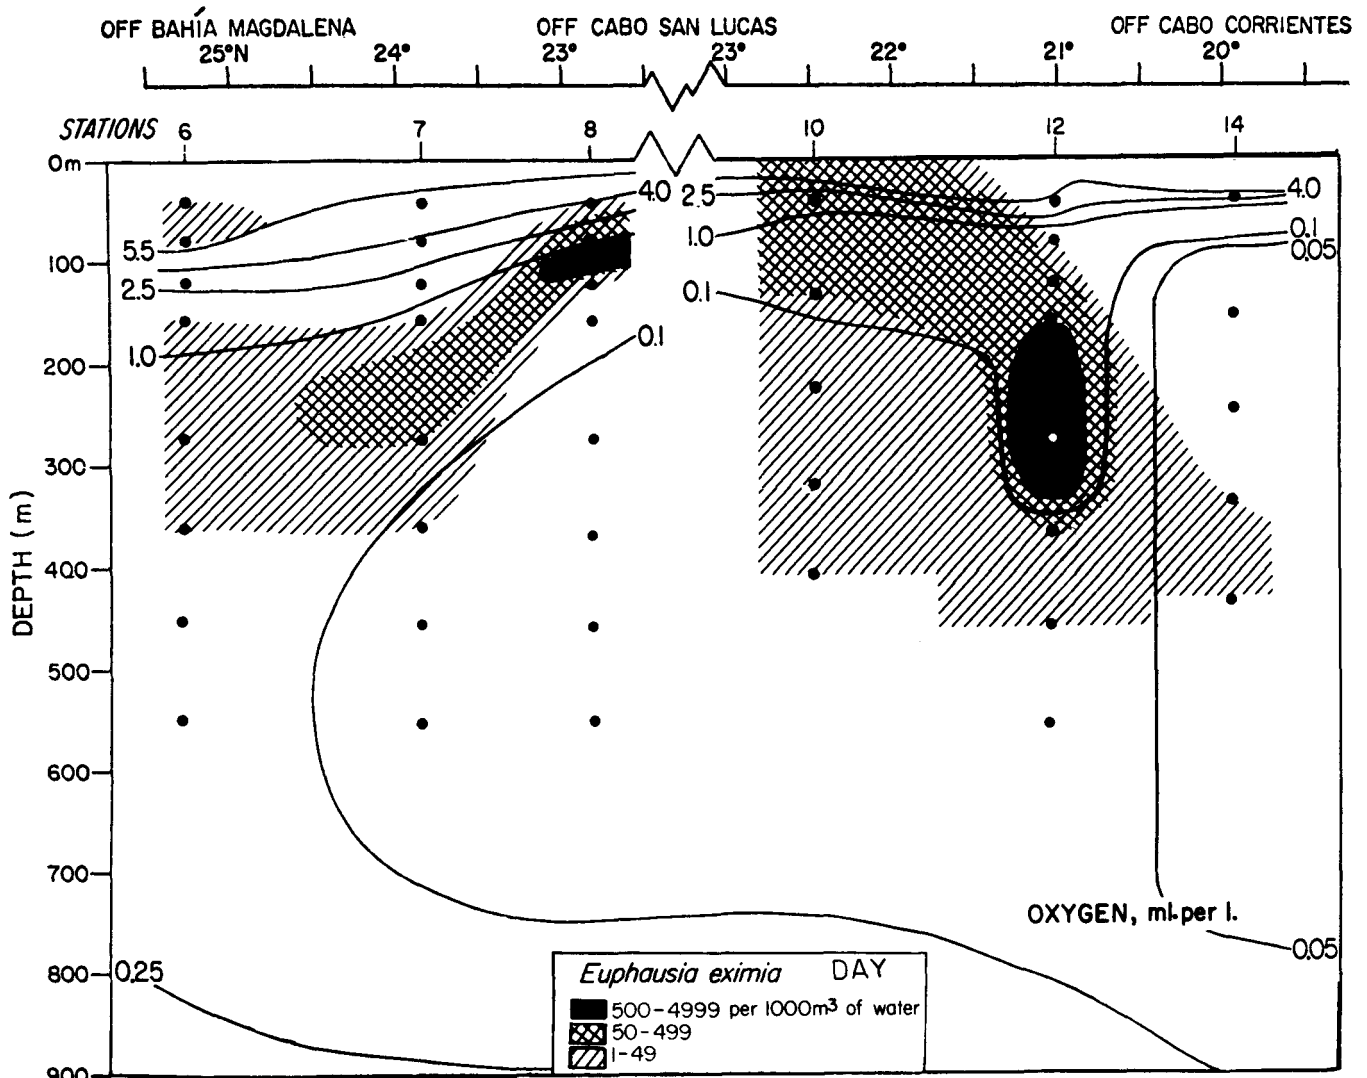 OFF BAHÍA MAGDALENA OFF CABO SAN LUCAS OFF CABO CORRIENTES
25°N 24° 23° 23° 22° 21° 20°
STATIONS 6 7 8 10 12 14
0m
4.0 2.5 4.0
5.5 1.0 0.1
100 0.05
2.5 0.1
1.0 0.1
200
300
400
500
600
700
800
900
DEPTH (m)
OXYGEN, ml. per l.
0.25 0.05
Euphausia eximia DAY
500-4999 per 1000m³ of water
50-499
1-49